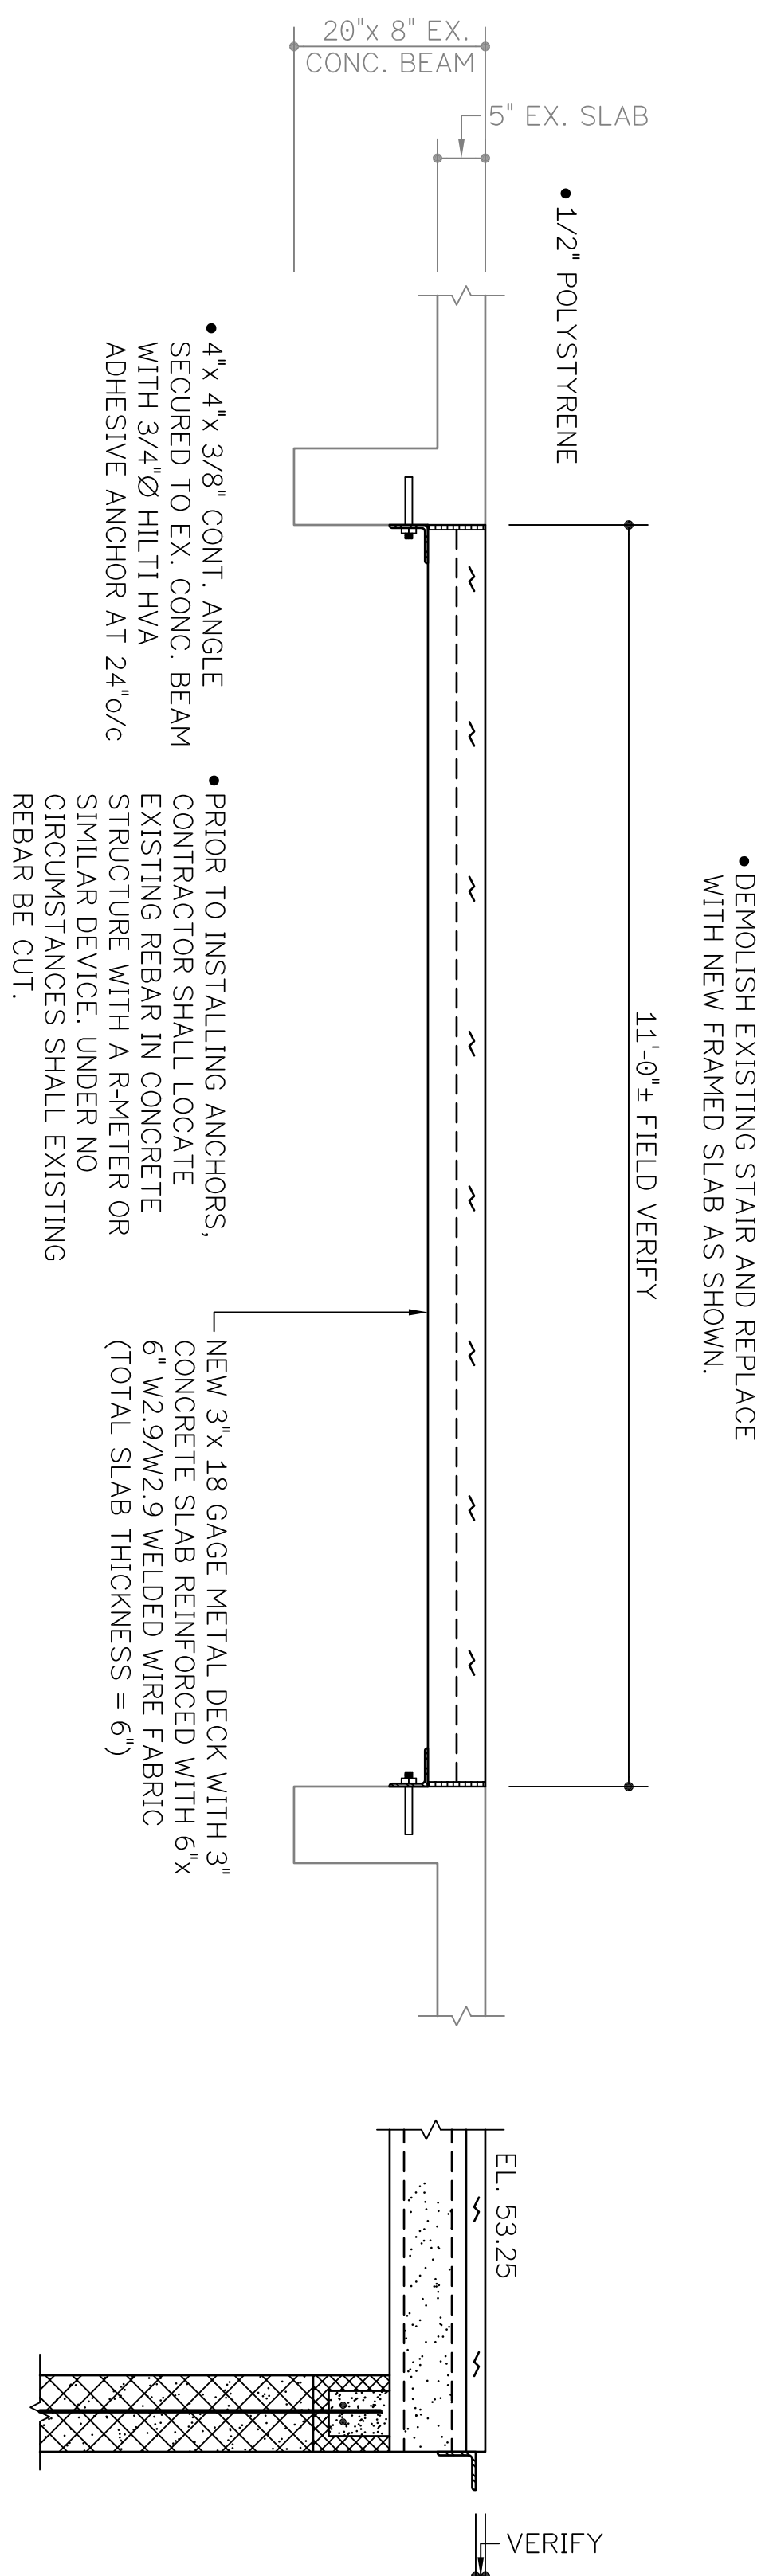 20"x 8" EX.
CONC. BEAM
5" EX. SLAB
• 1/2" POLYSTYRENE
• DEMOLISH EXISTING STAIR AND REPLACE
WITH NEW FRAMED SLAB AS SHOWN.
11'-0"± FIELD VERIFY
• 4"x 4"x 3/8" CONT. ANGLE
SECURED TO EX. CONC. BEAM
WITH 3/4"Ø HILTI HVA
ADHESIVE ANCHOR AT 24"o/c
• PRIOR TO INSTALLING ANCHORS,
CONTRACTOR SHALL LOCATE
EXISTING REBAR IN CONCRETE
STRUCTURE WITH A R-METER OR
SIMILAR DEVICE. UNDER NO
CIRCUMSTANCES SHALL EXISTING
REBAR BE CUT.
NEW 3"x 18 GAGE METAL DECK WITH 3"
CONCRETE SLAB REINFORCED WITH 6"x
6" W2.9/W2.9 WELDED WIRE FABRIC
(TOTAL SLAB THICKNESS = 6")
EL. 53.25
VERIFY